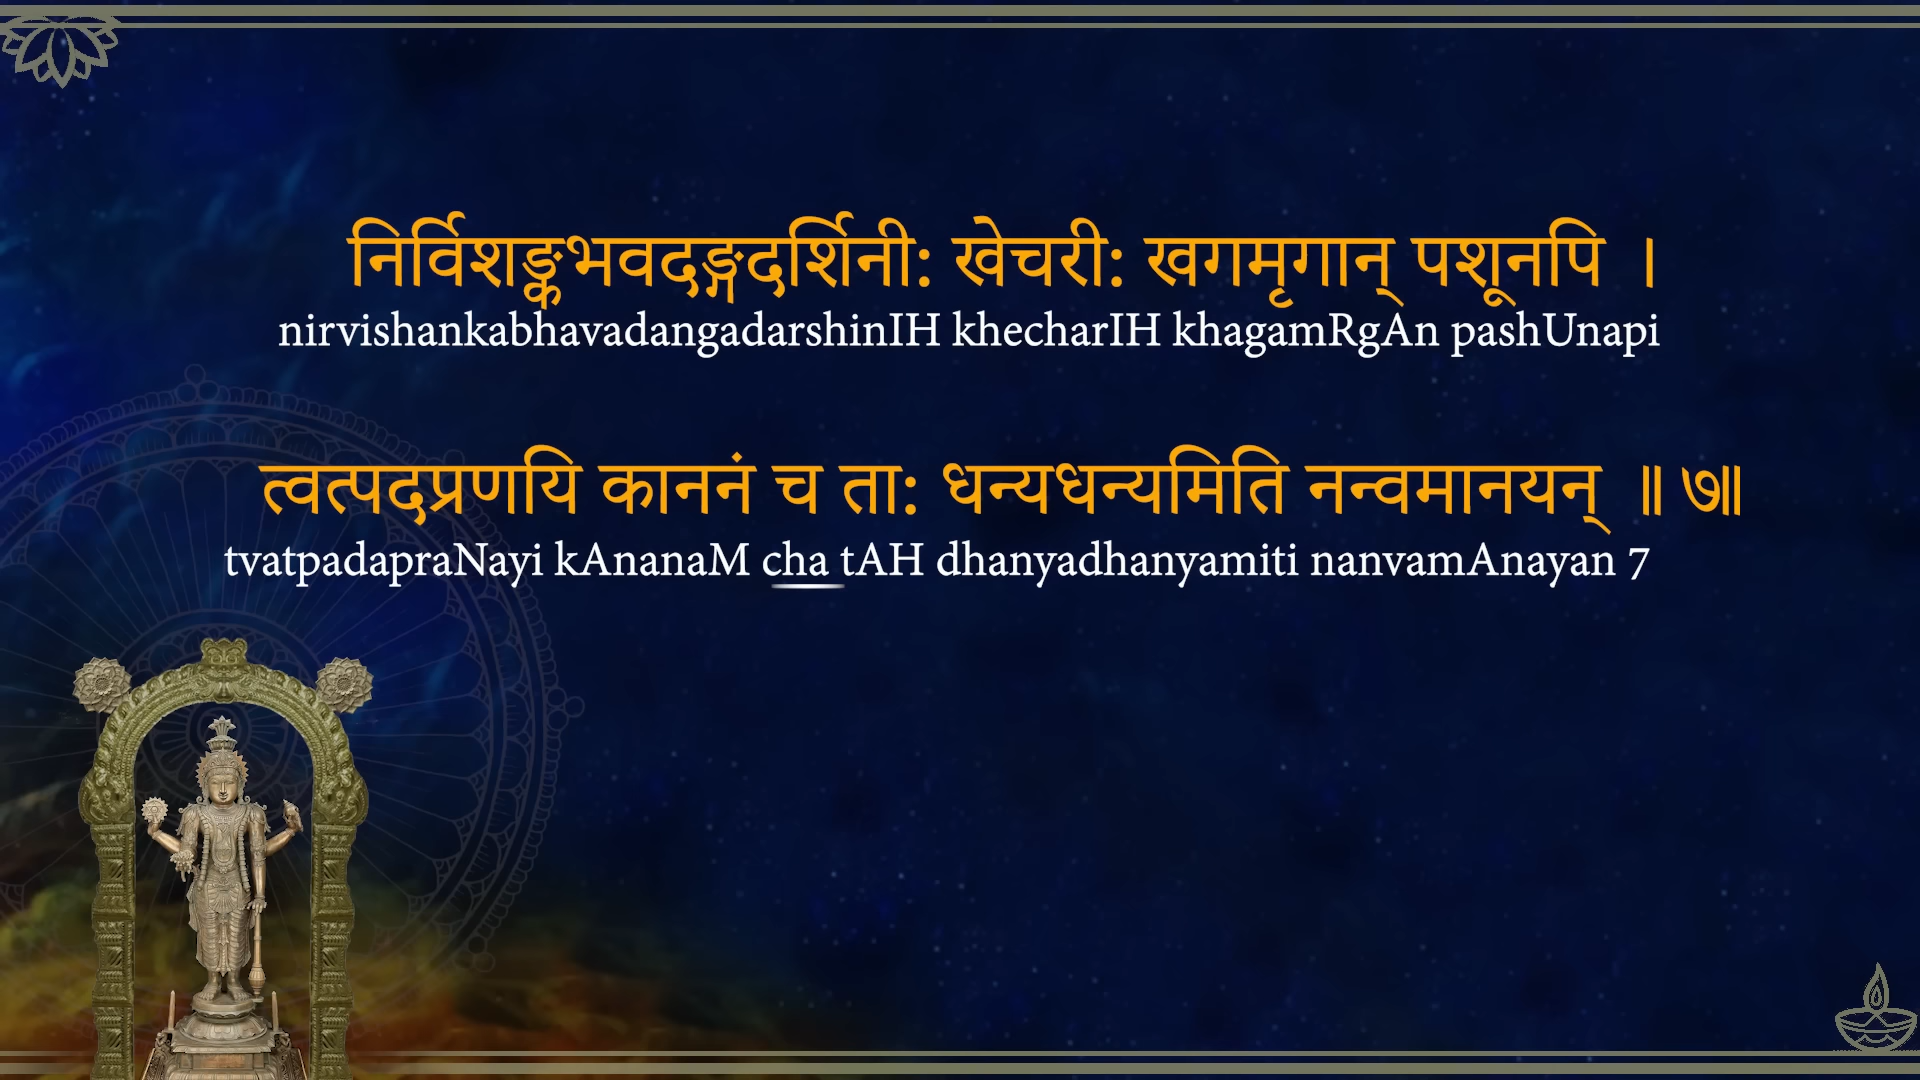 निर्विशङ्कभवदङ्गदर्शिनी: खेचरी: खगमृगान् पशूनपि ।
nirvishankabhavadangadarshinIH khecharIH khagamRgAn pashUnapi
त्वत्पदप्रणयि काननं च ता: धन्यधन्यमिति नन्वमानयन् ॥ ७॥
tvatpadapraNayi kAnanaM cha tAH dhanyadhanyamiti nanvamAnayan 7